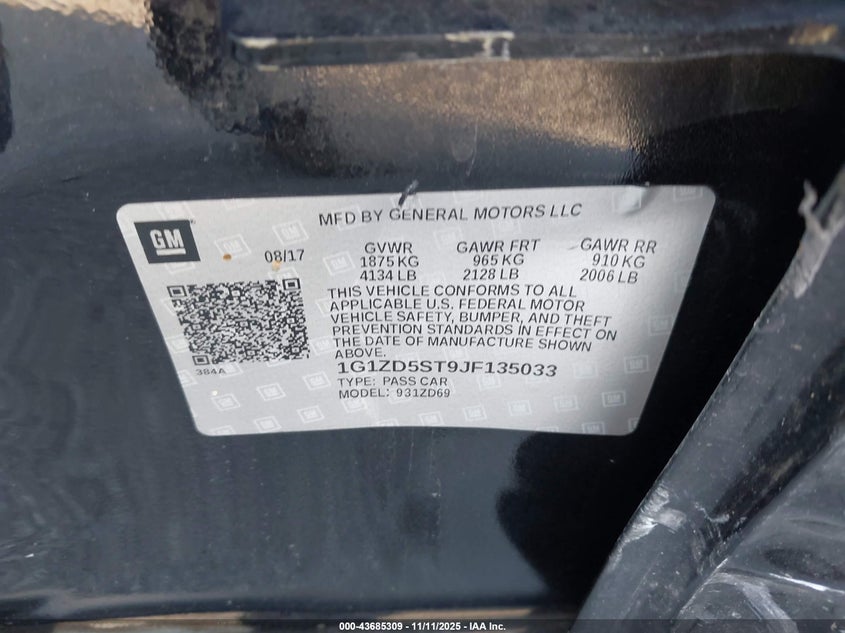 MFD BY GENERAL MOTORS LLC
GM
08/17
GVWR GAWR FRT GAWR RR
1875 KG 965 KG 910 KG
4134 LB 2128 LB 2006 LB
THIS VEHICLE CONFORMS TO ALL
APPLICABLE U.S. FEDERAL MOTOR
VEHICLE SAFETY, BUMPER, AND THEFT
PREVENTION STANDARDS IN EFFECT ON
THE DATE OF MANUFACTURE SHOWN
ABOVE.
384A
1G1ZD5ST9JF135033
TYPE: PASS CAR
MODEL: 931ZD69
000-43685309 - 11/11/2025 - IAA Inc.